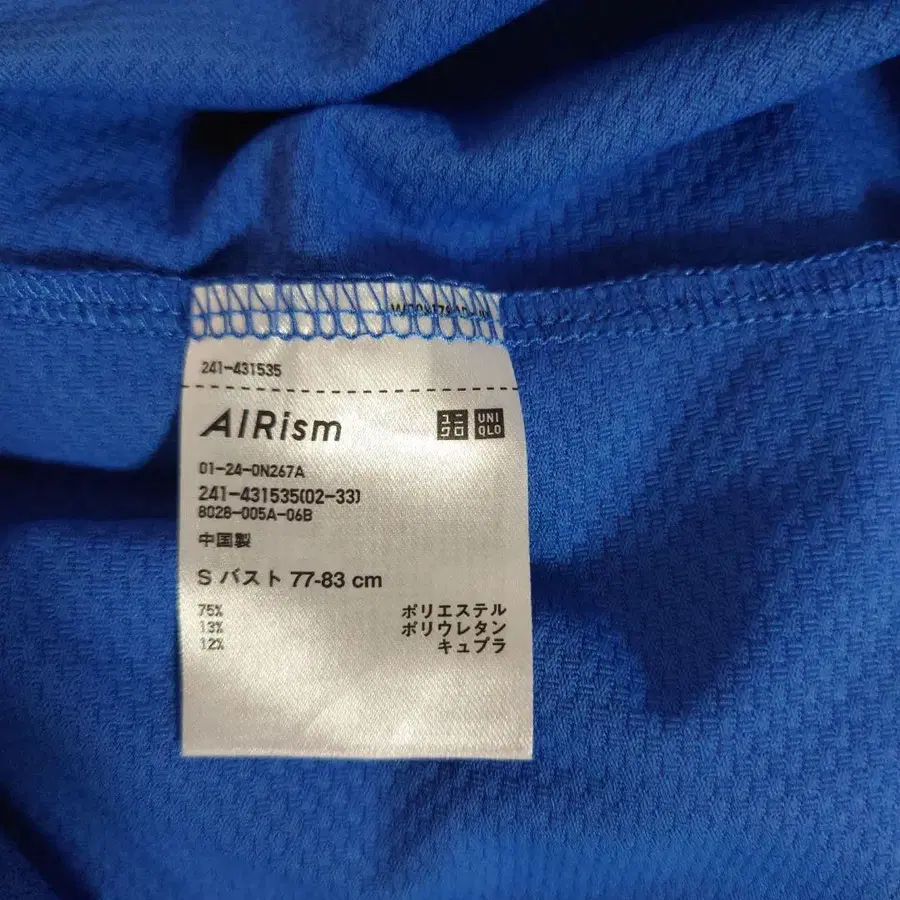 241-431535
AIRism
ユニクロ UNIQLO
01-24-0N267A
241-431535(02-33)
8028-005A-06B
中国製
S バスト 77-83 cm
75% ポリエステル
13% ポリウレタン
12% キュプラ